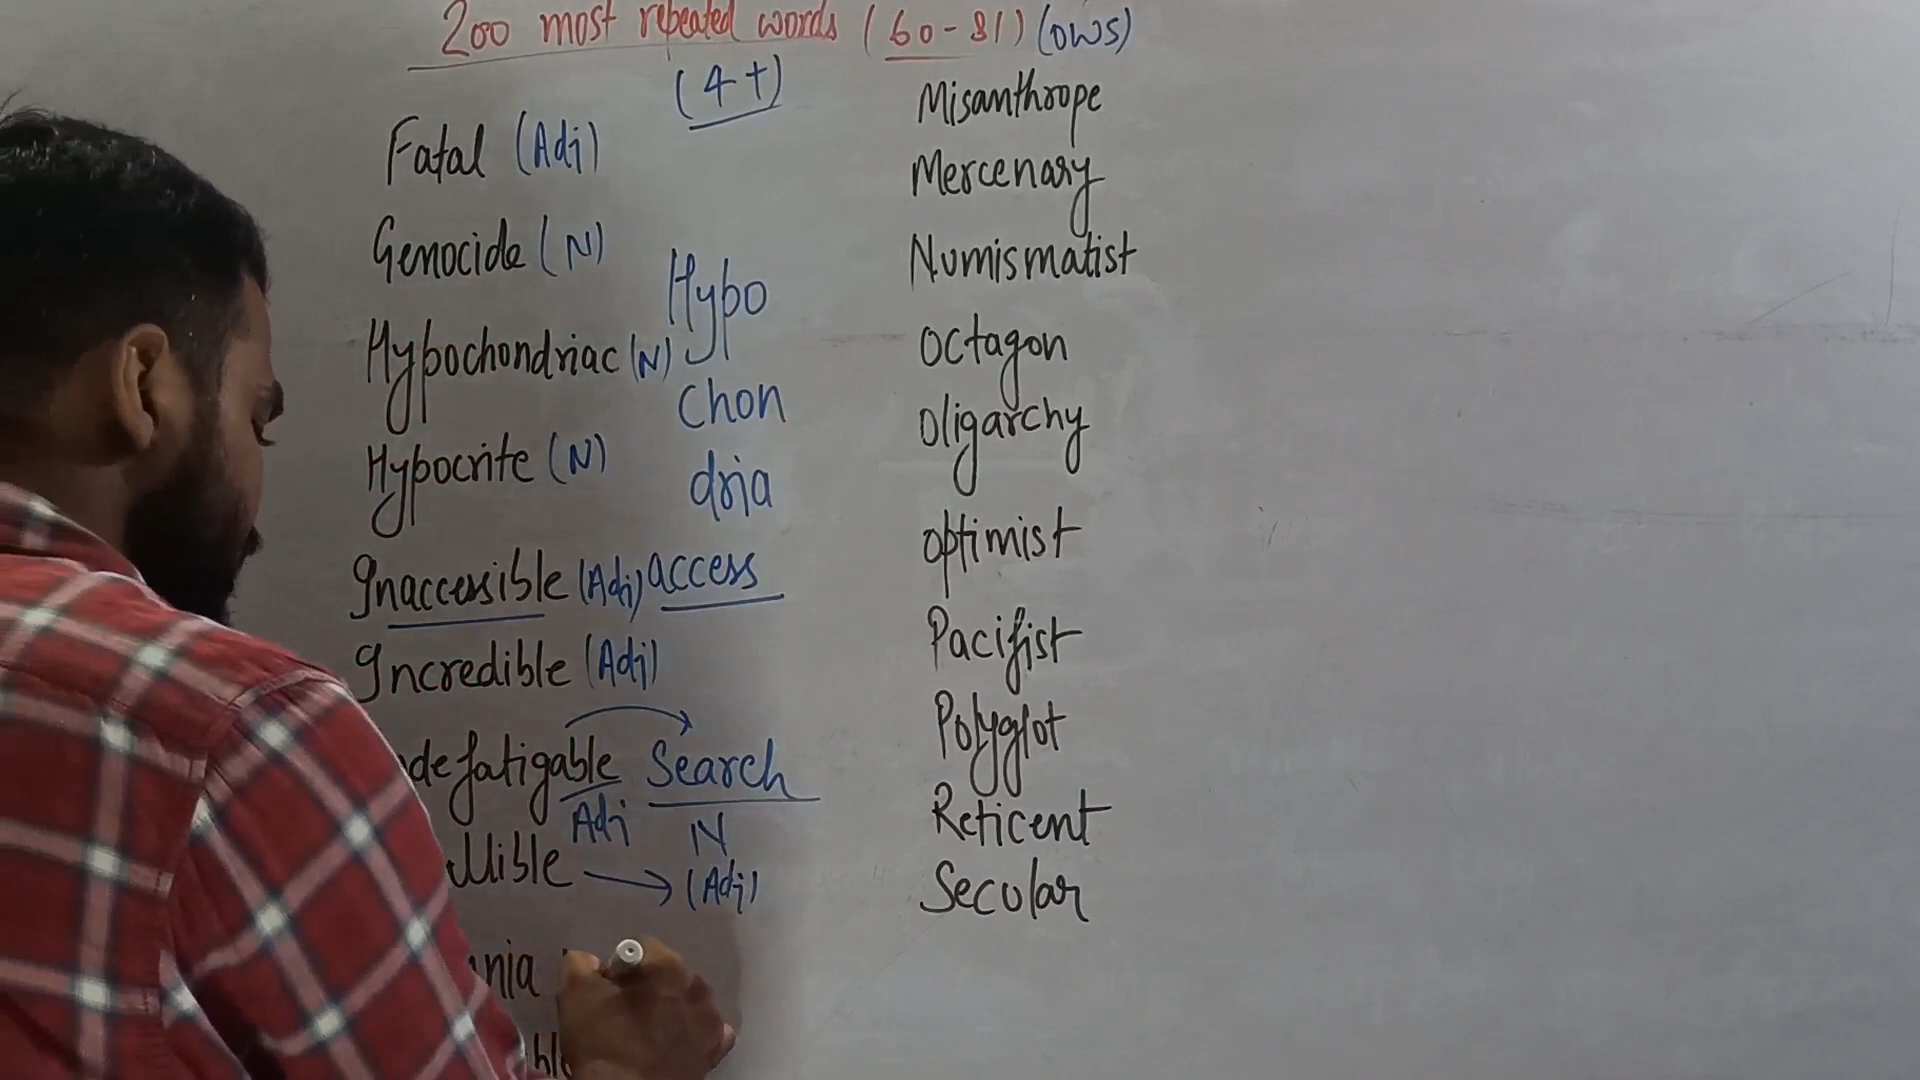 200 most repeated words (60-81) (OWS)
(4+)
Fatal (Adj)
Genocide (N)
Hypochondriac (N)
Hypo
chon
dria
Hypocrite (N)
Inaccessible (Adj) access
Incredible (Adj)
defatigable Search
Adj N
llible → (Adj)
nia
Misanthrope
Mercenary
Numismatist
Octagon
Oligarchy
Optimist
Pacifist
Polyglot
Reticent
Secular